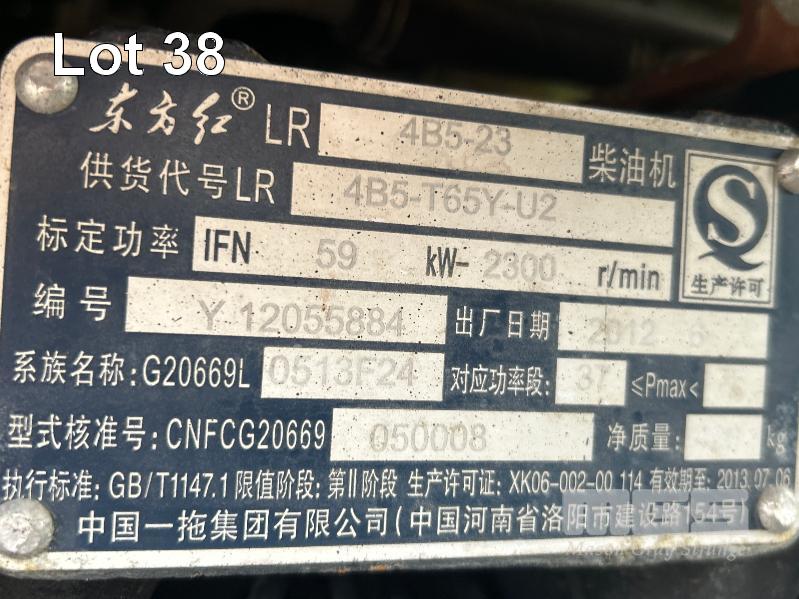 Lot 38
东方红® LR 4B5-23 柴油机
供货代号LR 4B5-T65Y-U2
标定功率 IFN 59 kW- 2300 r/min
生产许可
编号 Y 12055884 出厂日期 2012 6
系族名称:G20669L 0513F24 对应功率段: 37 ≤Pmax<
型式核准号:CNFCG20669 050008 净质量: kg
执行标准: GB/T1147.1 限值阶段: 第Ⅱ阶段 生产许可证: XK06-002-00 114 有效期至: 2013.07.06
中国一拖集团有限公司(中国河南省洛阳市建设路154号)